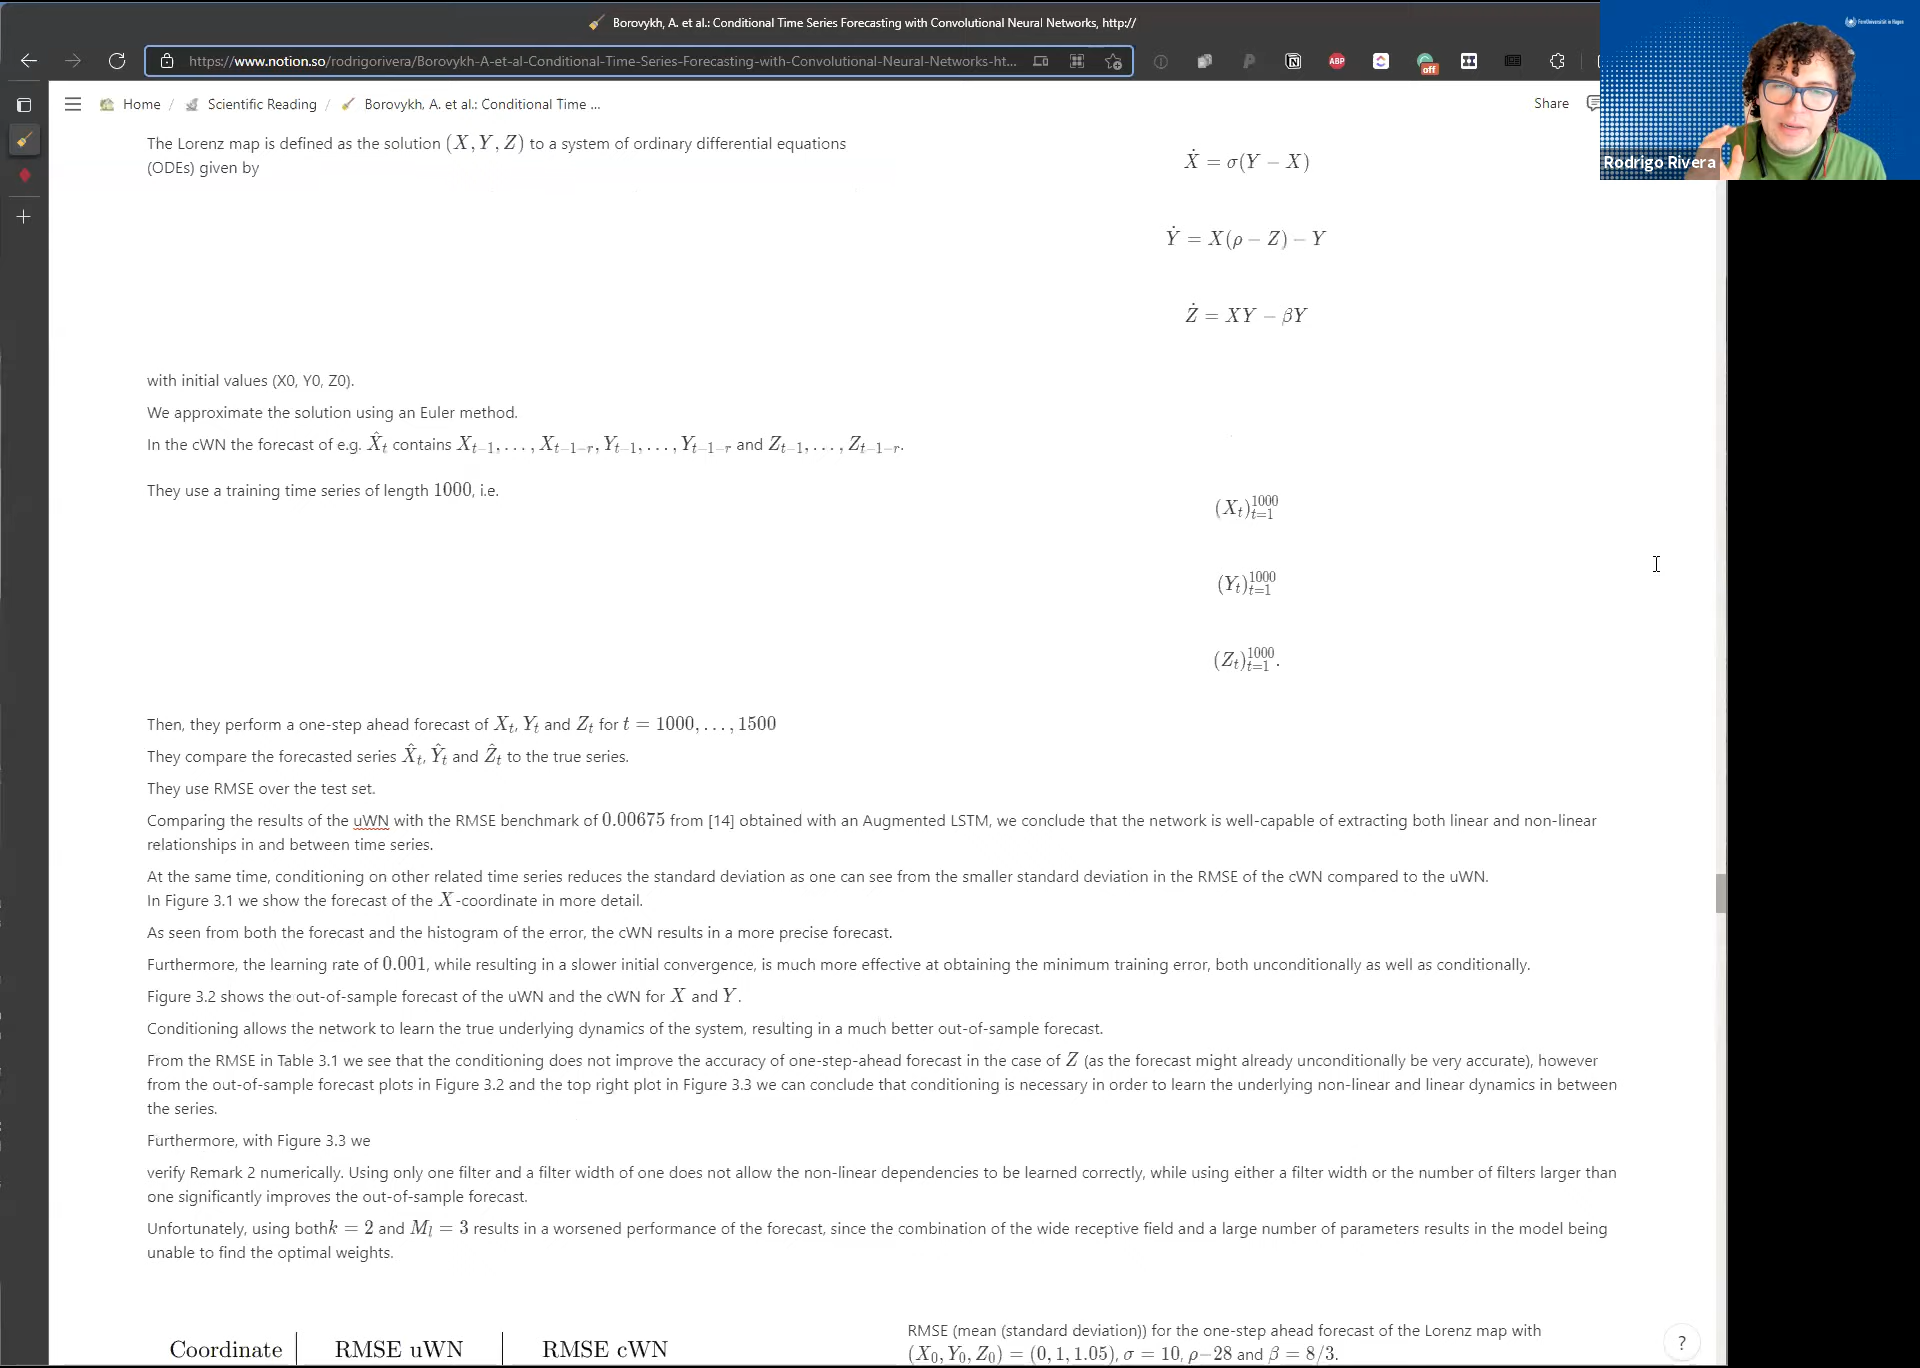 Borovykh, A. et al.: Conditional Time Series Forecasting with Convolutional Neural Networks, http://
https://www.notion.so/rodrigorivera/Borovykh-A-et-al-Conditional-Time-Series-Forecasting-with-Convolutional-Neural-Networks-ht...
ABP
off
Home / Scientific Reading / Borovykh, A. et al.: Conditional Time ...
Share
Rodrigo Rivera
The Lorenz map is defined as the solution (X, Y, Z) to a system of ordinary differential equations
(ODEs) given by
Ẋ = σ(Y − X)
Ẏ = X(ρ − Z) − Y
Ż = XY − βY
with initial values (X0, Y0, Z0).
We approximate the solution using an Euler method.
In the cWN the forecast of e.g. X̂_t contains X_{t−1}, . . . , X_{t−1−r}, Y_{t−1}, . . . , Y_{t−1−r} and Z_{t−1}, . . . , Z_{t−1−r}.
They use a training time series of length 1000, i.e.
(X_t)_{t=1}^{1000}
(Y_t)_{t=1}^{1000}
(Z_t)_{t=1}^{1000}.
Then, they perform a one-step ahead forecast of X_t, Y_t and Z_t for t = 1000, . . . , 1500
They compare the forecasted series X̂_t, Ŷ_t and Ẑ_t to the true series.
They use RMSE over the test set.
Comparing the results of the uWN with the RMSE benchmark of 0.00675 from [14] obtained with an Augmented LSTM, we conclude that the network is well-capable of extracting both linear and non-linear
relationships in and between time series.
At the same time, conditioning on other related time series reduces the standard deviation as one can see from the smaller standard deviation in the RMSE of the cWN compared to the uWN.
In Figure 3.1 we show the forecast of the X-coordinate in more detail.
As seen from both the forecast and the histogram of the error, the cWN results in a more precise forecast.
Furthermore, the learning rate of 0.001, while resulting in a slower initial convergence, is much more effective at obtaining the minimum training error, both unconditionally as well as conditionally.
Figure 3.2 shows the out-of-sample forecast of the uWN and the cWN for X and Y.
Conditioning allows the network to learn the true underlying dynamics of the system, resulting in a much better out-of-sample forecast.
From the RMSE in Table 3.1 we see that the conditioning does not improve the accuracy of one-step-ahead forecast in the case of Z (as the forecast might already unconditionally be very accurate), however
from the out-of-sample forecast plots in Figure 3.2 and the top right plot in Figure 3.3 we can conclude that conditioning is necessary in order to learn the underlying non-linear and linear dynamics in between
the series.
Furthermore, with Figure 3.3 we
verify Remark 2 numerically. Using only one filter and a filter width of one does not allow the non-linear dependencies to be learned correctly, while using either a filter width or the number of filters larger than
one significantly improves the out-of-sample forecast.
Unfortunately, using bothk = 2 and M_l = 3 results in a worsened performance of the forecast, since the combination of the wide receptive field and a large number of parameters results in the model being
unable to find the optimal weights.
Coordinate RMSE uWN RMSE cWN
RMSE (mean (standard deviation)) for the one-step ahead forecast of the Lorenz map with
(X_0, Y_0, Z_0) = (0, 1, 1.05), σ = 10, ρ−28 and β = 8/3.
?